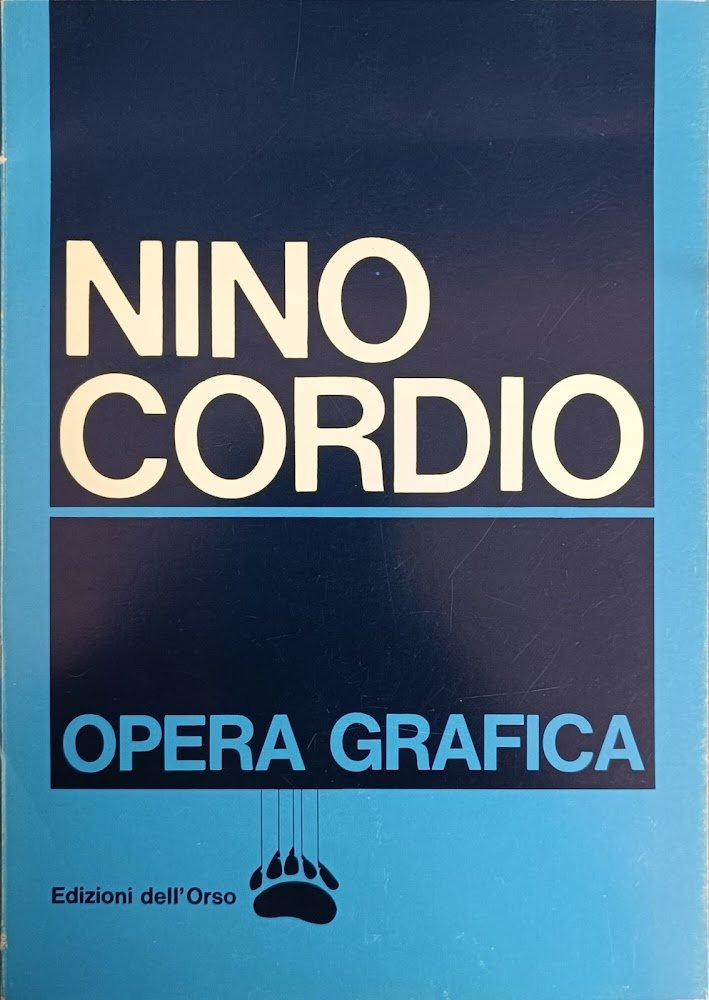 NINO
CORDIO
OPERA GRAFICA
Edizioni dell'Orso